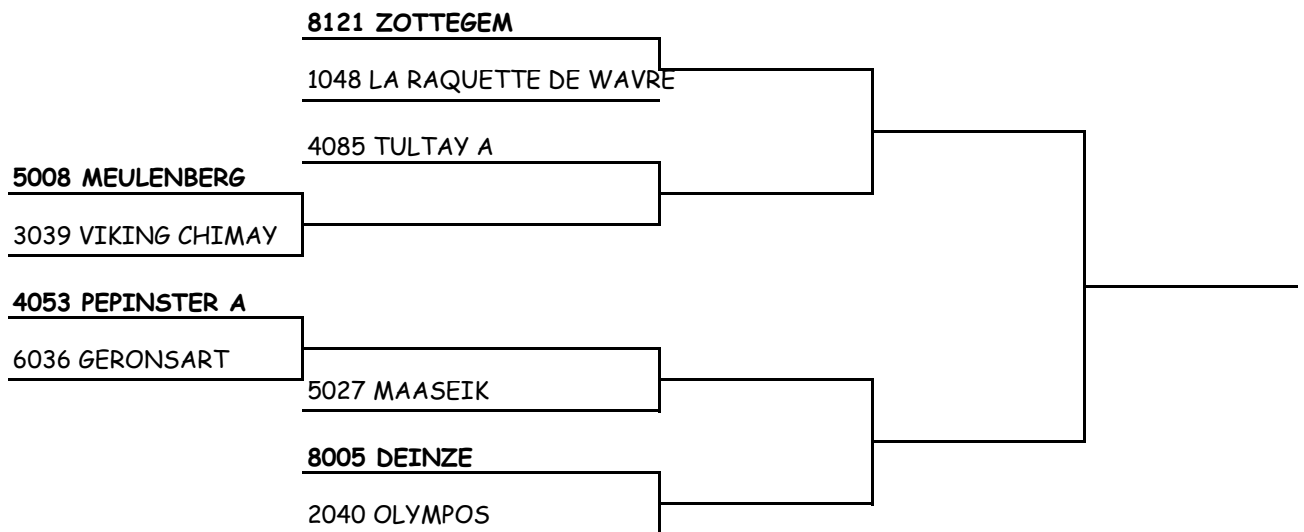 8121 ZOTTEGEM
1048 LA RAQUETTE DE WAVRE
4085 TULTAY A
5008 MEULENBERG
3039 VIKING CHIMAY
4053 PEPINSTER A
6036 GERONSART
5027 MAASEIK
8005 DEINZE
2040 OLYMPOS